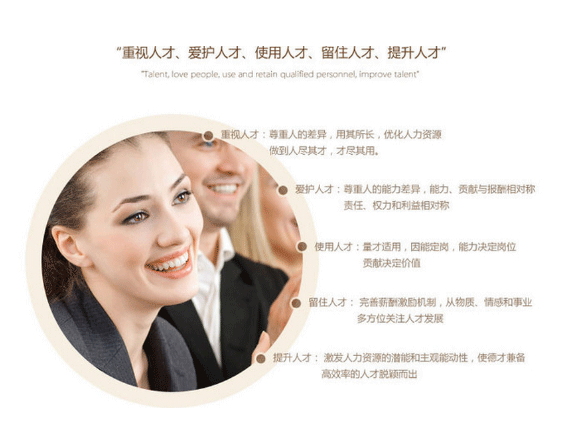 “重视人才、爱护人才、使用人才、留住人才、提升人才”
"Talent, love people, use and retain qualified personnel, improve talent"
重视人才：尊重人的差异，用其所长，优化人力资源
做到人尽其才，才尽其用。
爱护人才：尊重人的能力差异，能力、贡献与报酬相对称
责任、权力和利益相对称
使用人才：量才适用，因能定岗，能力决定岗位
贡献决定价值
留住人才： 完善薪酬激励机制，从物质、情感和事业
多方位关注人才发展
提升人才： 激发人力资源的潜能和主观能动性，使德才兼备
高效率的人才脱颖而出